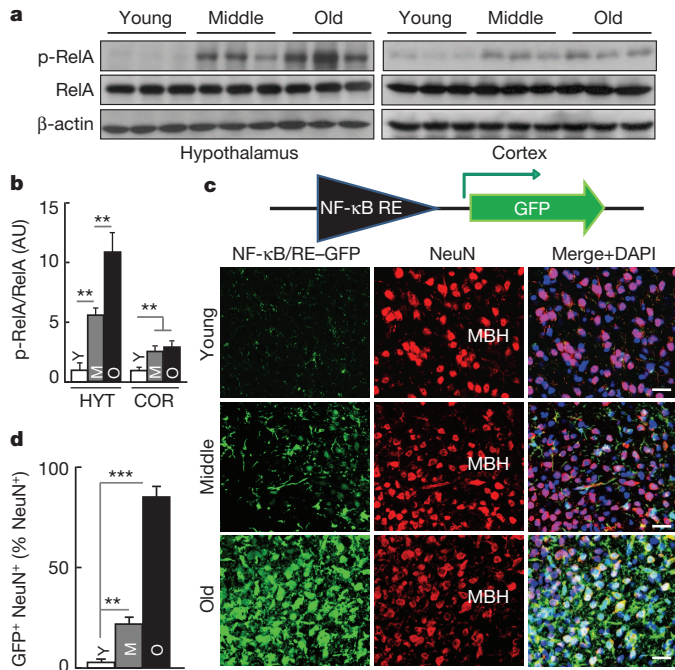 a
Young Middle Old Young Middle Old
p-RelA
RelA
β-actin
Hypothalamus Cortex
b
p-RelA/RelA (AU)
15
10
5
0
**
**
**
Y M O Y M O
HYT COR
c
NF-κB RE GFP
NF-κB/RE–GFP NeuN Merge+DAPI
Young
MBH
Middle
MBH
Old
MBH
d
GFP⁺ NeuN⁺ (% NeuN⁺)
100
50
0
***
**
Y M O